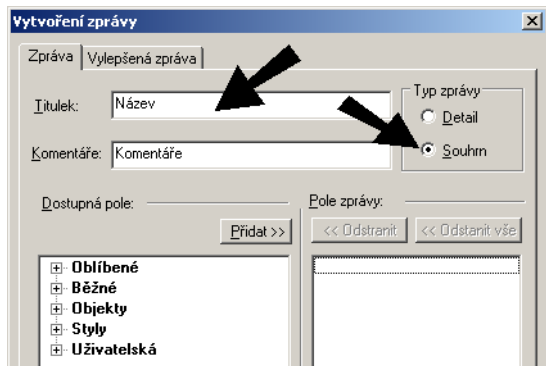 Vytvoření zprávy
Zpráva Vylepšená zpráva
Titulek: Název
Komentáře: Komentáře
Typ zprávy
Detail
Souhrn
Dostupná pole:
Přidat >>
Pole zprávy:
<< Odstranit << Odstanit vše
Oblíbené
Běžné
Objekty
Styly
Uživatelská